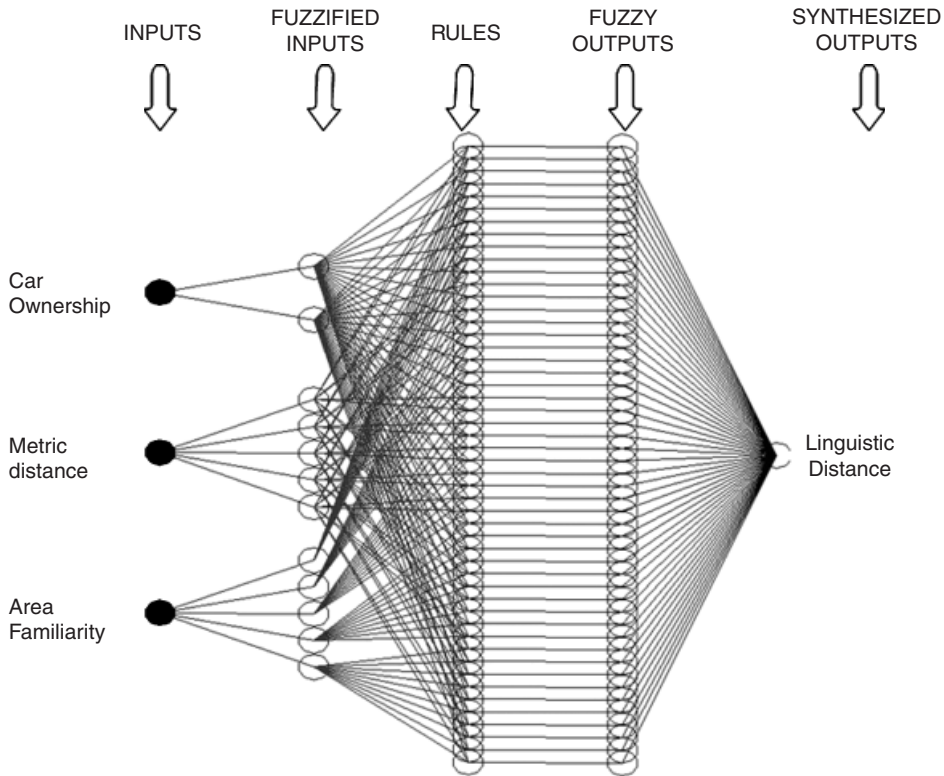 INPUTS
FUZZIFIED
INPUTS
RULES
FUZZY
OUTPUTS
SYNTHESIZED
OUTPUTS
Car
Ownership
Metric
distance
Area
Familiarity
Linguistic
Distance